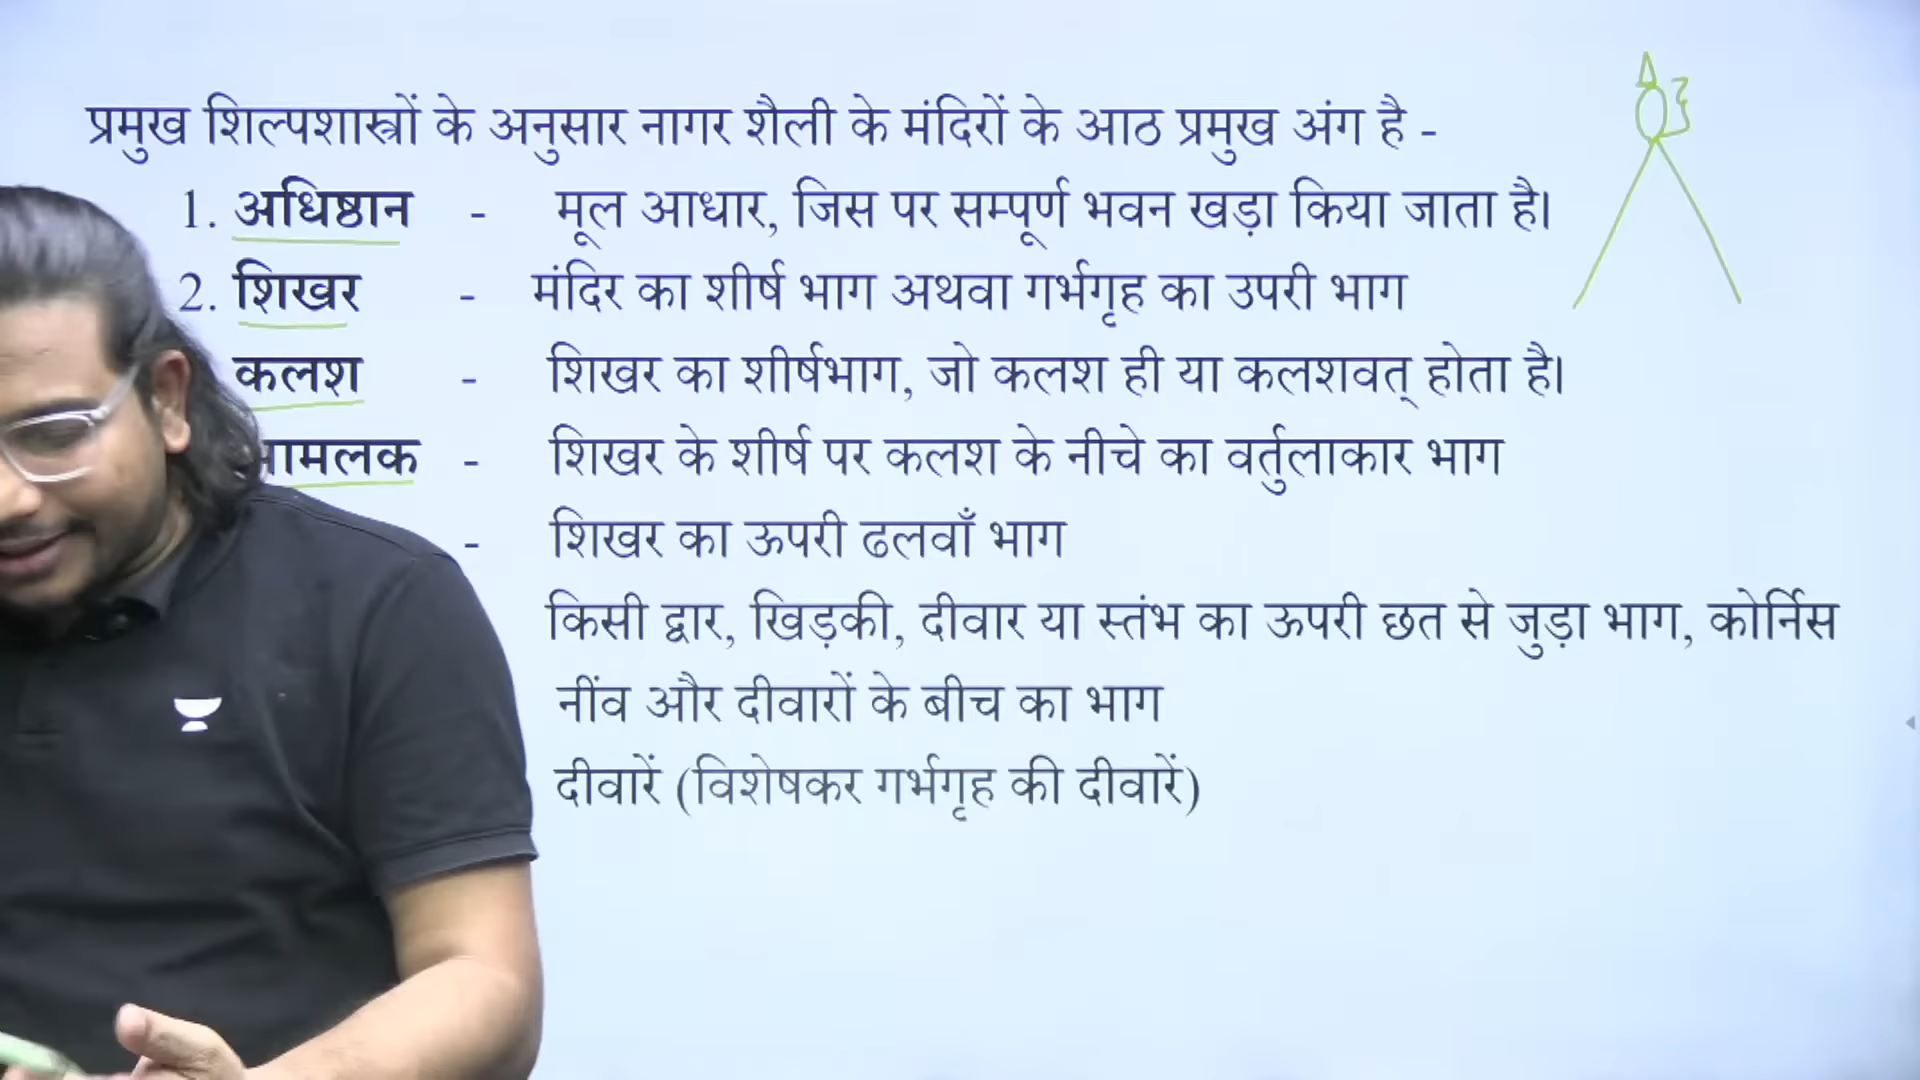 प्रमुख शिल्पशास्त्रों के अनुसार नागर शैली के मंदिरों के आठ प्रमुख अंग है -
1. अधिष्ठान - मूल आधार, जिस पर सम्पूर्ण भवन खड़ा किया जाता है।
2. शिखर - मंदिर का शीर्ष भाग अथवा गर्भगृह का उपरी भाग
कलश - शिखर का शीर्षभाग, जो कलश ही या कलशवत् होता है।
- शिखर के शीर्ष पर कलश के नीचे का वर्तुलाकार भाग
- शिखर का ऊपरी ढलवाँ भाग
किसी द्वार, खिड़की, दीवार या स्तंभ का ऊपरी छत से जुड़ा भाग, कोर्निस
नींव और दीवारों के बीच का भाग
दीवारें (विशेषकर गर्भगृह की दीवारें)